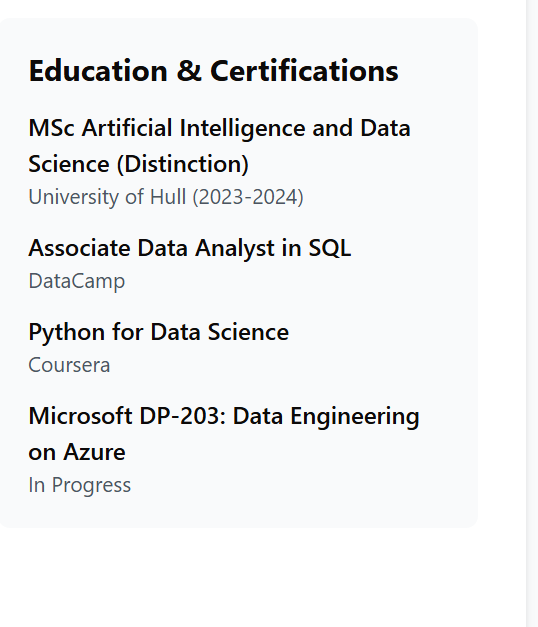 Education & Certifications
MSc Artificial Intelligence and Data
Science (Distinction)
University of Hull (2023-2024)
Associate Data Analyst in SQL
DataCamp
Python for Data Science
Coursera
Microsoft DP-203: Data Engineering
on Azure
In Progress